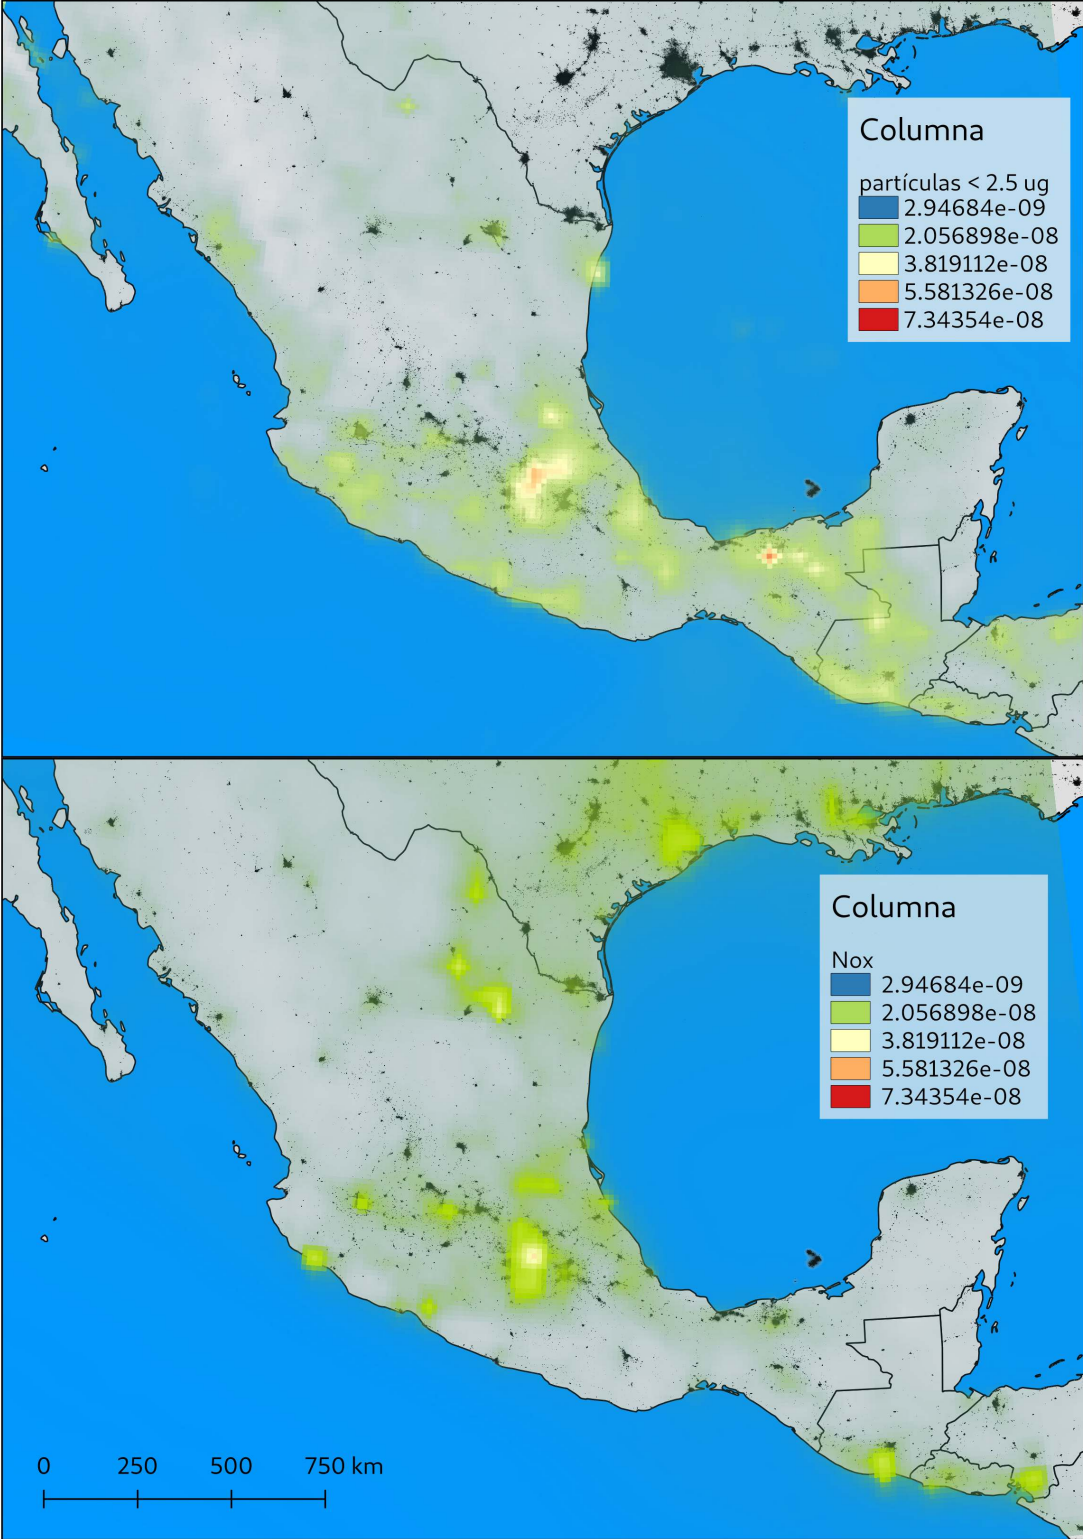 Columna
partículas < 2.5 ug
2.94684e-09
2.056898e-08
3.819112e-08
5.581326e-08
7.34354e-08
Columna
Nox
2.94684e-09
2.056898e-08
3.819112e-08
5.581326e-08
7.34354e-08
0 250 500 750 km